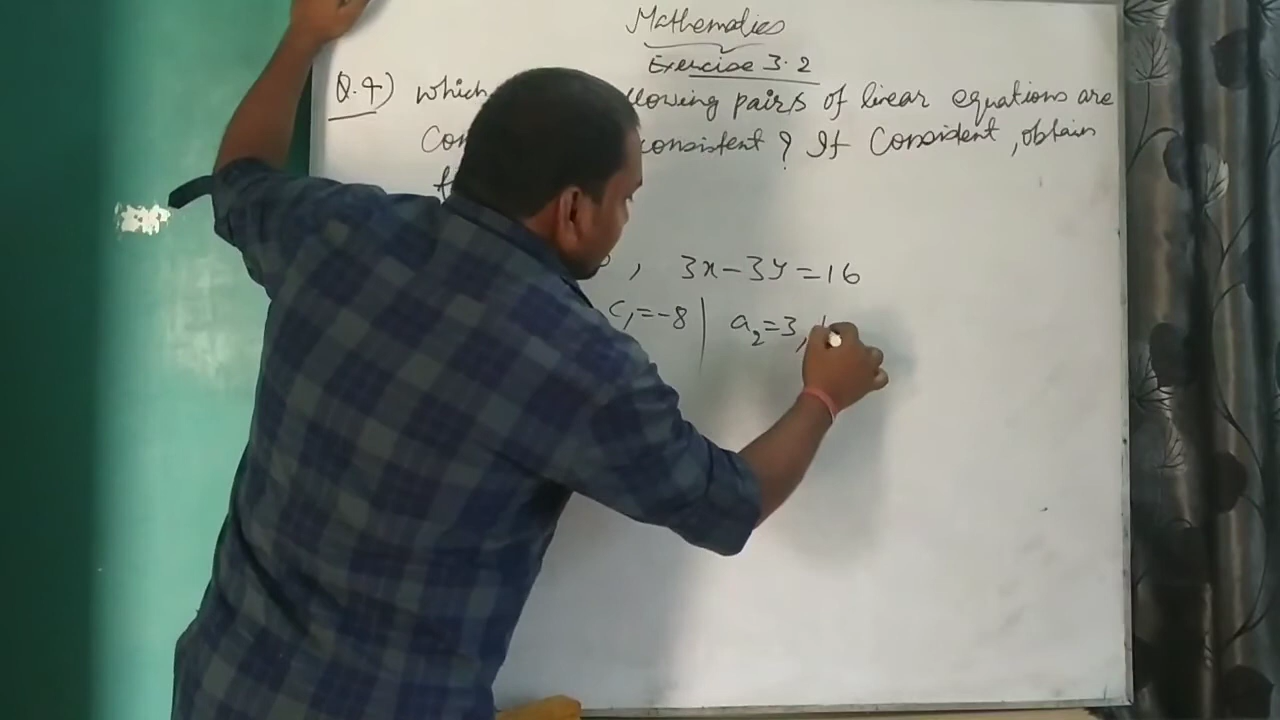 Mathematics
Exercise 3.2
Q.4) which llowing pairs of linear equations are
Con consistent ? If Consistent, obtain
, 3x-3y=16
c₁=-8 | a₂=3,